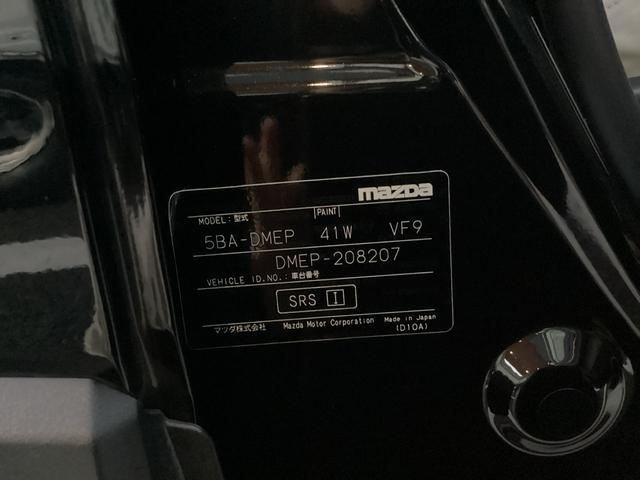 mazda
MODEL: 型式 PAINT
5BA-DMEP 41W VF9
DMEP-208207
VEHICLE ID.NO.: 車台番号
SRS I
マツダ株式会社 Mazda Motor Corporation Made in Japan
(D10A)